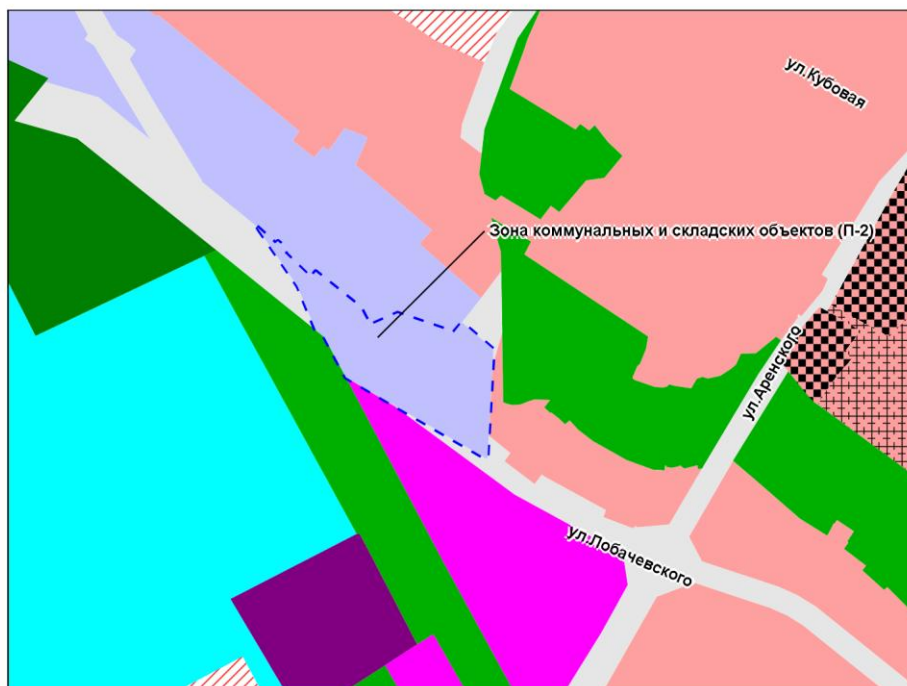 ул.Кубовая
Зона коммунальных и складских объектов (П-2)
ул.Аренского
ул.Лобачевского